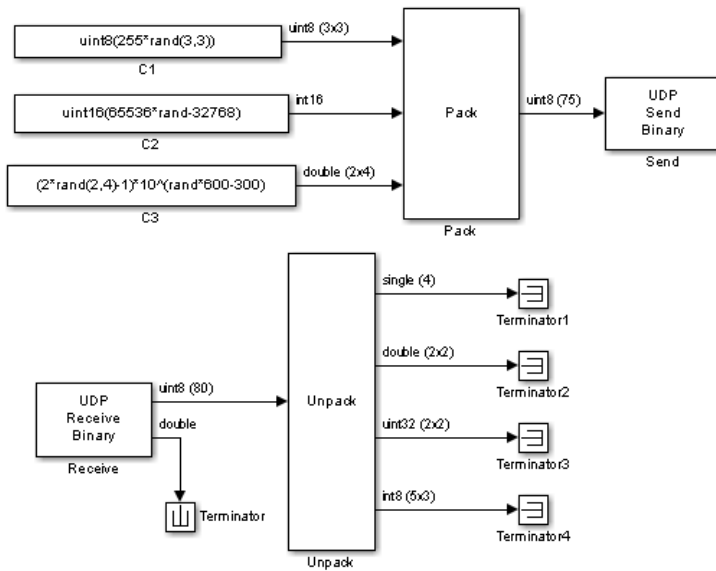 uint8(255*rand(3,3))
C1
uint8 (3x3)
uint16(65536*rand-32768)
C2
int16
(2*rand(2,4)-1)*10^(rand*600-300)
C3
double (2x4)
Pack
Pack
uint8 (75)
UDP
Send
Binary
Send
UDP
Receive
Binary
Receive
uint8 (80)
double
Terminator
Unpack
Unpack
single (4)
Terminator1
double (2x2)
Terminator2
uint32 (2x2)
Terminator3
int8 (5x3)
Terminator4